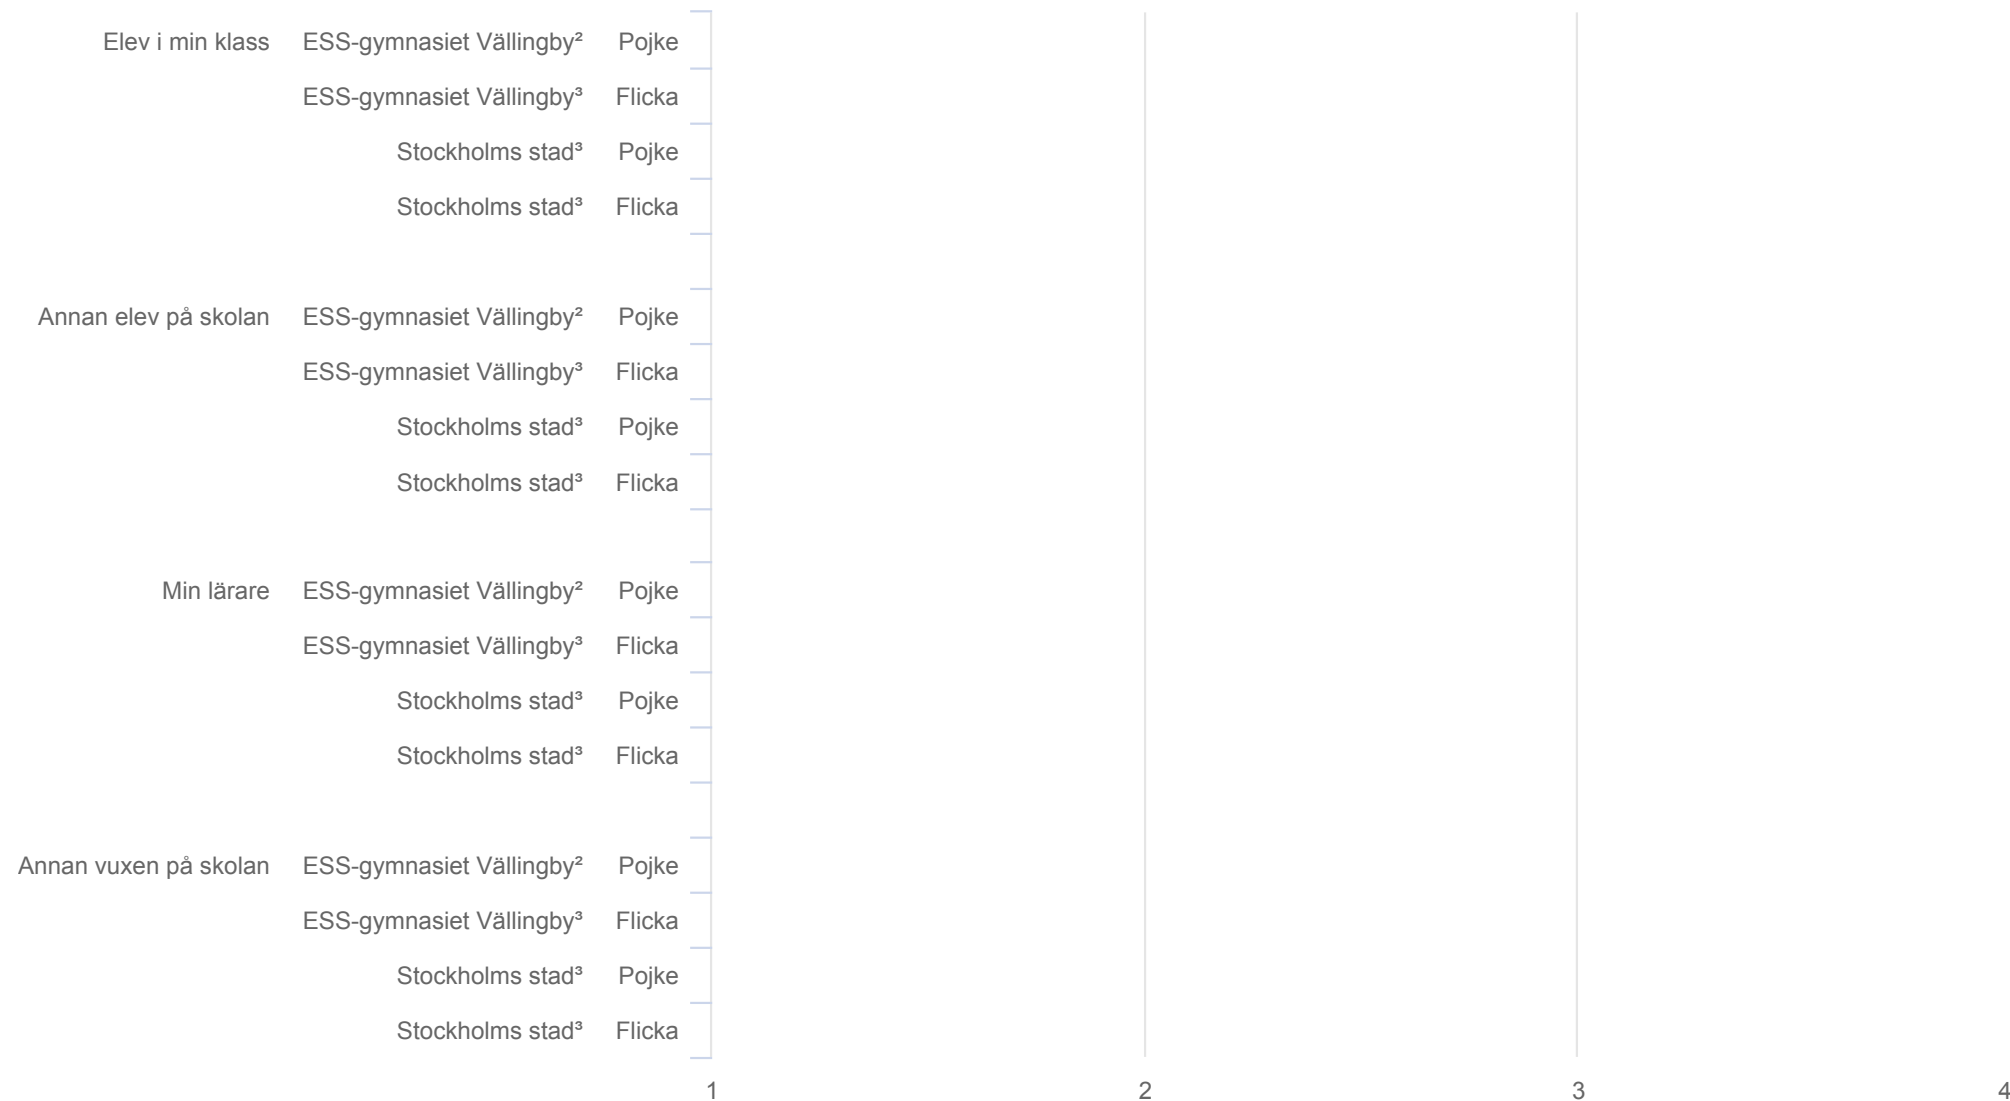 Elev i min klass ESS-gymnasiet Vällingby² Pojke
ESS-gymnasiet Vällingby³ Flicka
Stockholms stad³ Pojke
Stockholms stad³ Flicka
Annan elev på skolan ESS-gymnasiet Vällingby² Pojke
ESS-gymnasiet Vällingby³ Flicka
Stockholms stad³ Pojke
Stockholms stad³ Flicka
Min lärare ESS-gymnasiet Vällingby² Pojke
ESS-gymnasiet Vällingby³ Flicka
Stockholms stad³ Pojke
Stockholms stad³ Flicka
Annan vuxen på skolan ESS-gymnasiet Vällingby² Pojke
ESS-gymnasiet Vällingby³ Flicka
Stockholms stad³ Pojke
Stockholms stad³ Flicka
1 2 3 4